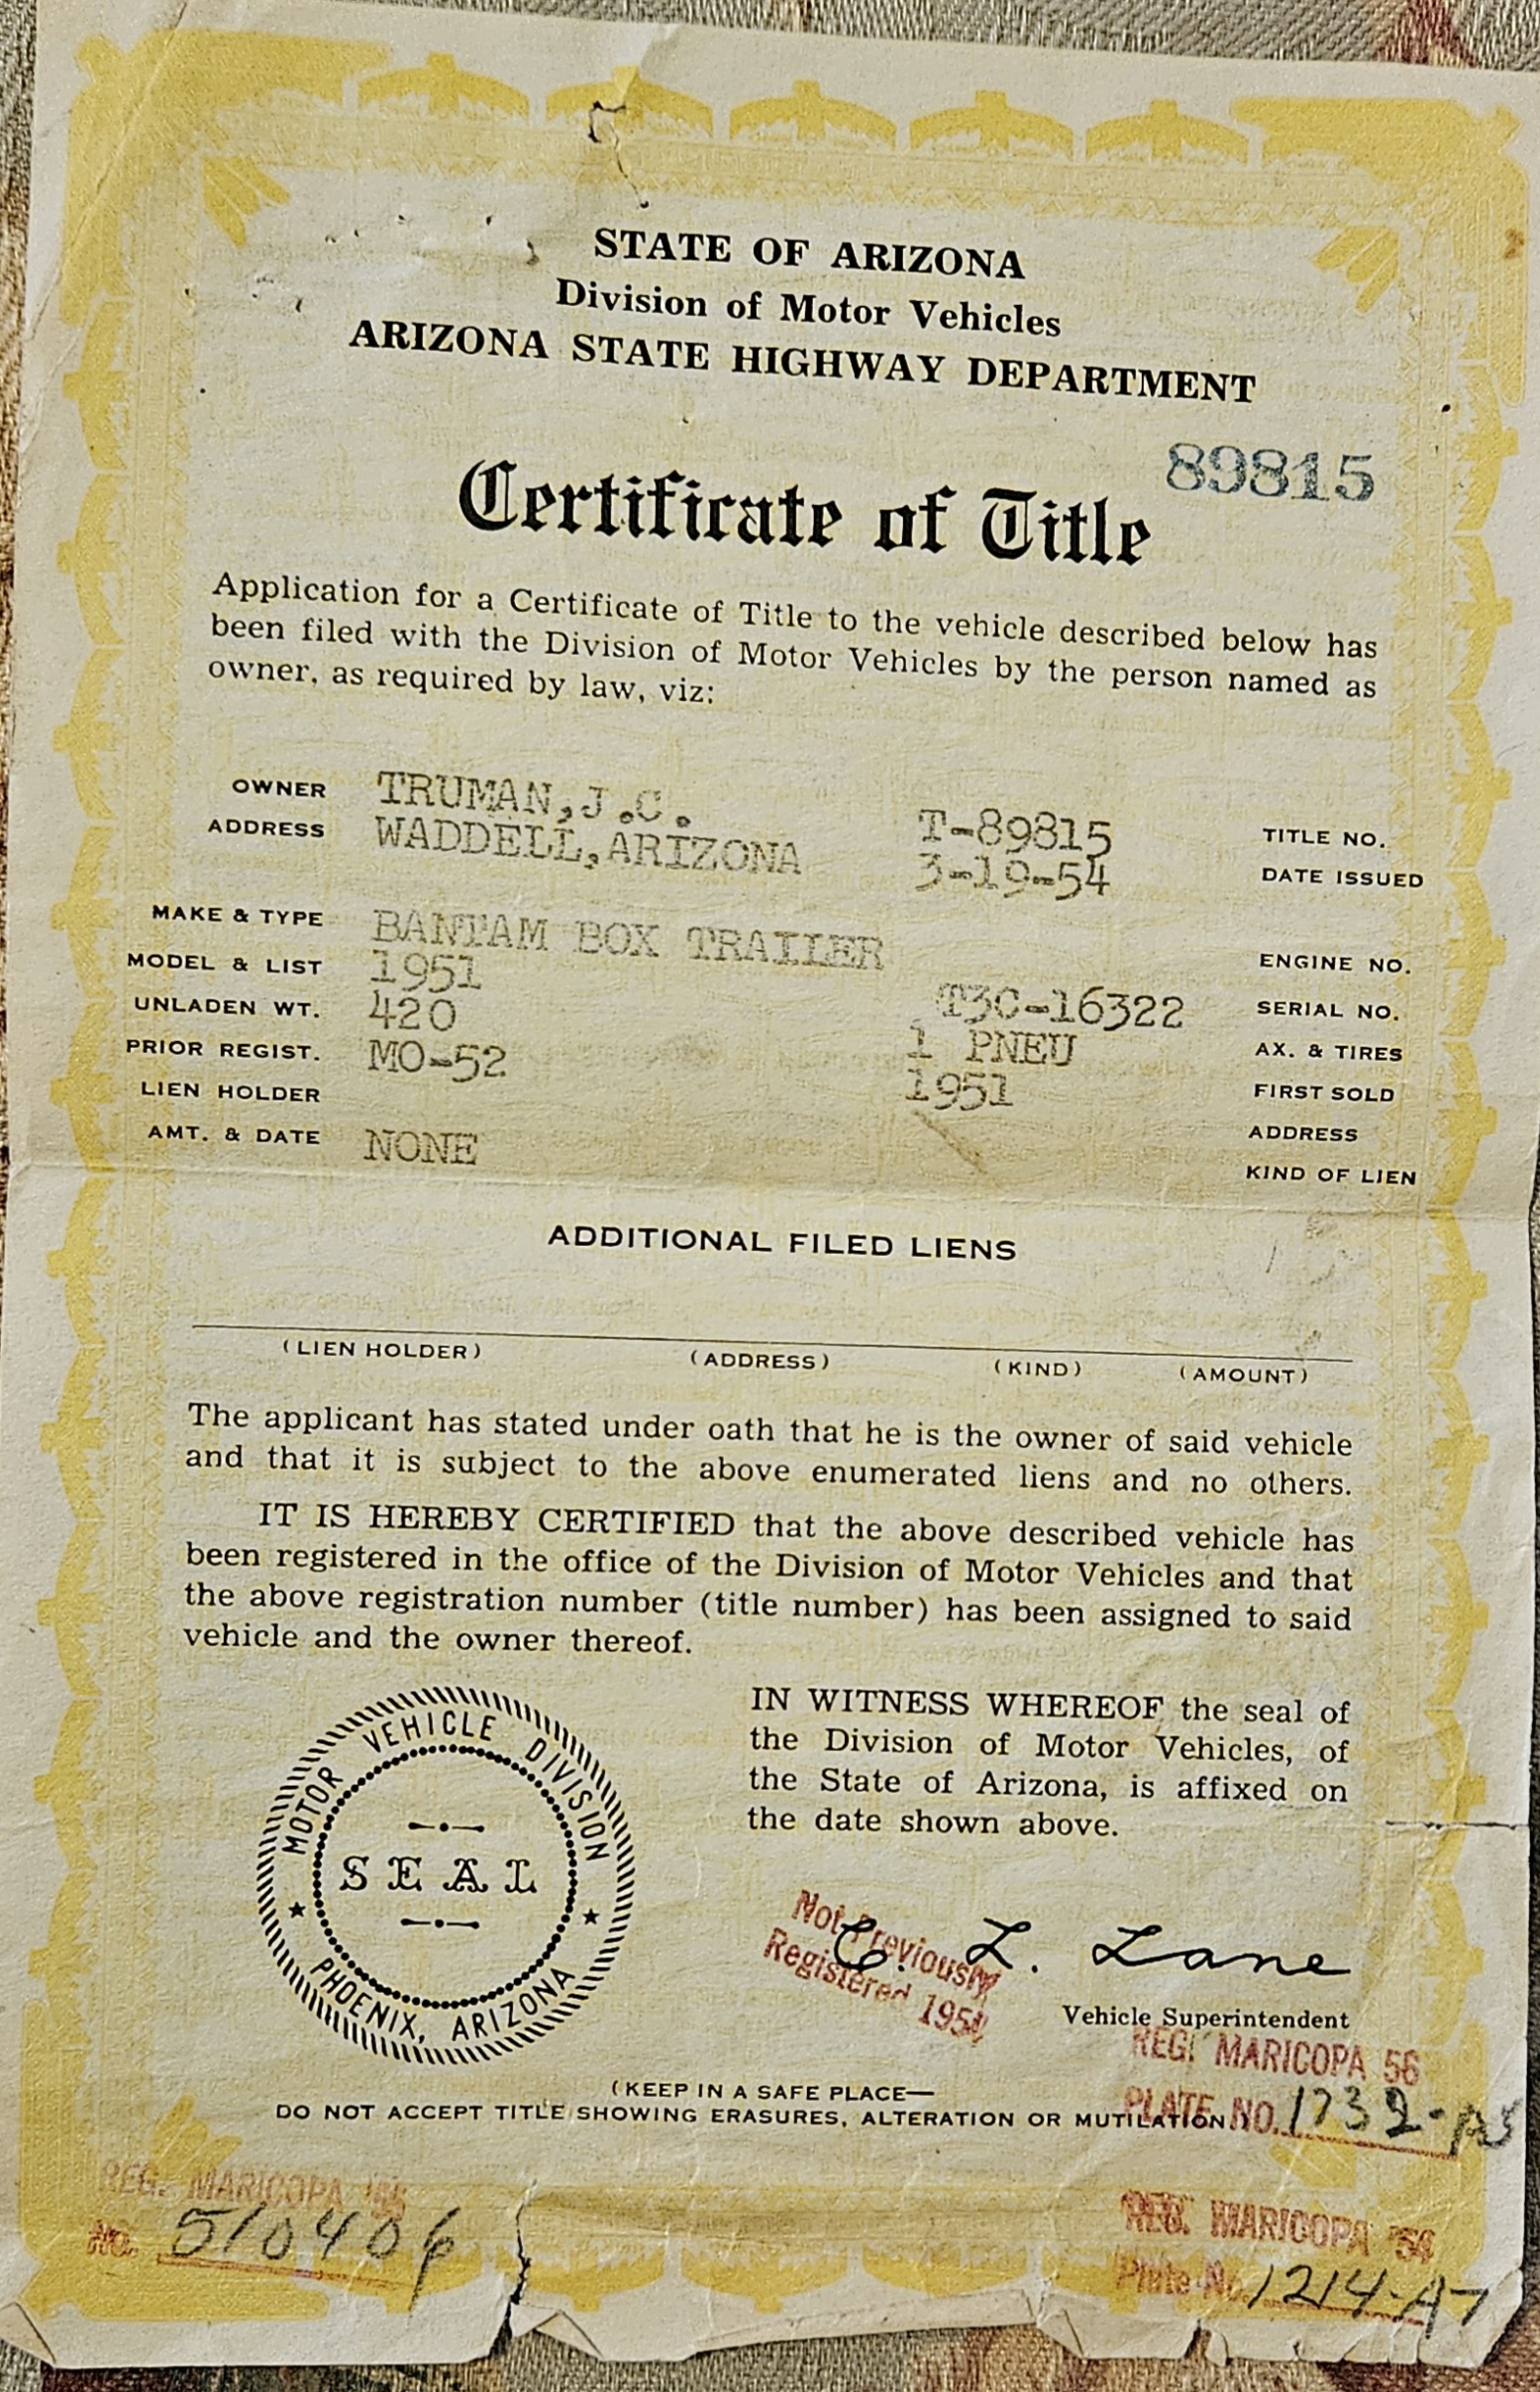 STATE OF ARIZONA
Division of Motor Vehicles
ARIZONA STATE HIGHWAY DEPARTMENT
89815
Certificate of Title
Application for a Certificate of Title to the vehicle described below has
been filed with the Division of Motor Vehicles by the person named as
owner, as required by law, viz:
OWNER TRUMAN,J.C.
ADDRESS WADDELL,ARIZONA T-89815 TITLE NO.
3-19-54 DATE ISSUED
MAKE & TYPE BANTAM BOX TRAILER
MODEL & LIST 1951 ENGINE NO.
UNLADEN WT. 420 T3C-16322 SERIAL NO.
PRIOR REGIST. MO-52 1 PNEU AX. & TIRES
LIEN HOLDER 1951 FIRST SOLD
AMT. & DATE NONE ADDRESS
KIND OF LIEN
ADDITIONAL FILED LIENS
(LIEN HOLDER) (ADDRESS) (KIND) (AMOUNT)
The applicant has stated under oath that he is the owner of said vehicle
and that it is subject to the above enumerated liens and no others.
IT IS HEREBY CERTIFIED that the above described vehicle has
been registered in the office of the Division of Motor Vehicles and that
the above registration number (title number) has been assigned to said
vehicle and the owner thereof.
MOTOR VEHICLE DIVISION
SEAL
PHOENIX, ARIZONA
IN WITNESS WHEREOF the seal of
the Division of Motor Vehicles, of
the State of Arizona, is affixed on
the date shown above.
Not Previously
Registered 1954
C. L. Lane
Vehicle Superintendent
REG. MARICOPA 56
PLATE NO. 1732-
(KEEP IN A SAFE PLACE—
DO NOT ACCEPT TITLE SHOWING ERASURES, ALTERATION OR MUTILATION)
REG. MARICOPA
NO. 510406
REG. MARICOPA '54
Plate No. 1214-A7